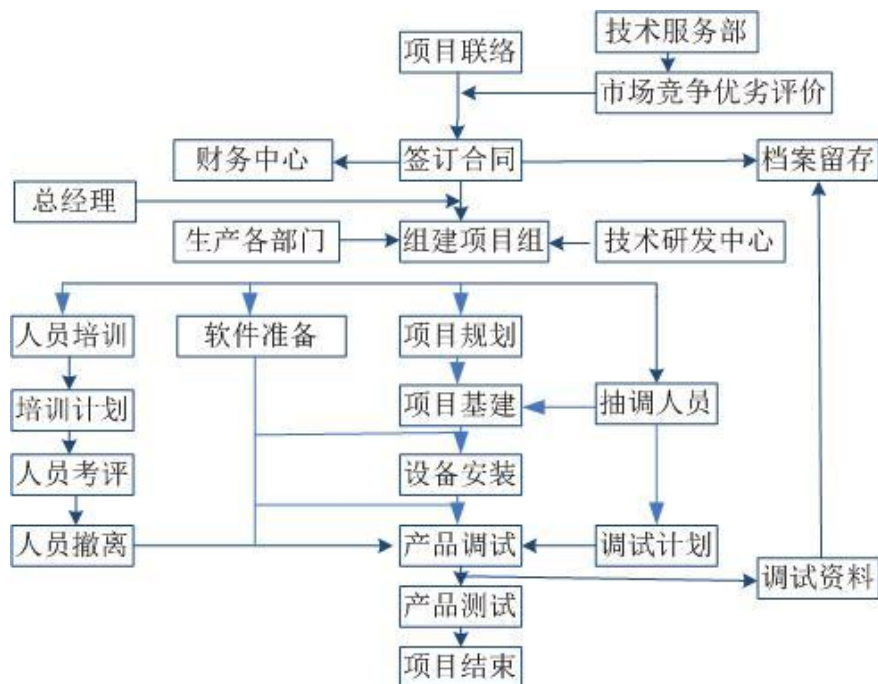 技术服务部
项目联络
市场竞争优劣评价
财务中心
签订合同
档案留存
总经理
生产各部门
组建项目组
技术研发中心
人员培训
软件准备
项目规划
培训计划
项目基建
抽调人员
人员考评
设备安装
人员撤离
产品调试
调试计划
调试资料
产品测试
项目结束